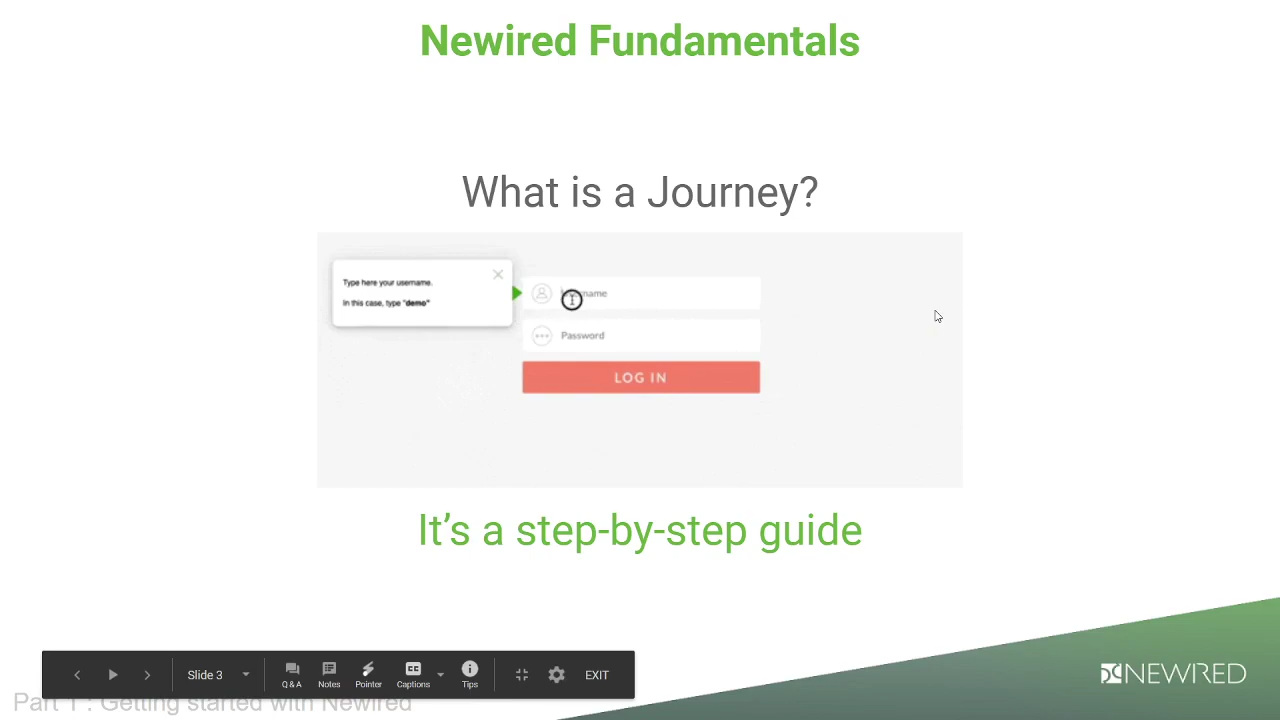 Newired Fundamentals
What is a Journey?
Type here your username.
In this case, type "demo"
Password
LOG IN
It's a step-by-step guide
Slide 3
Q & A
Notes
Pointer
CC
Captions
Tips
EXIT
NEWIRED
Part 1 : Getting started with Newired